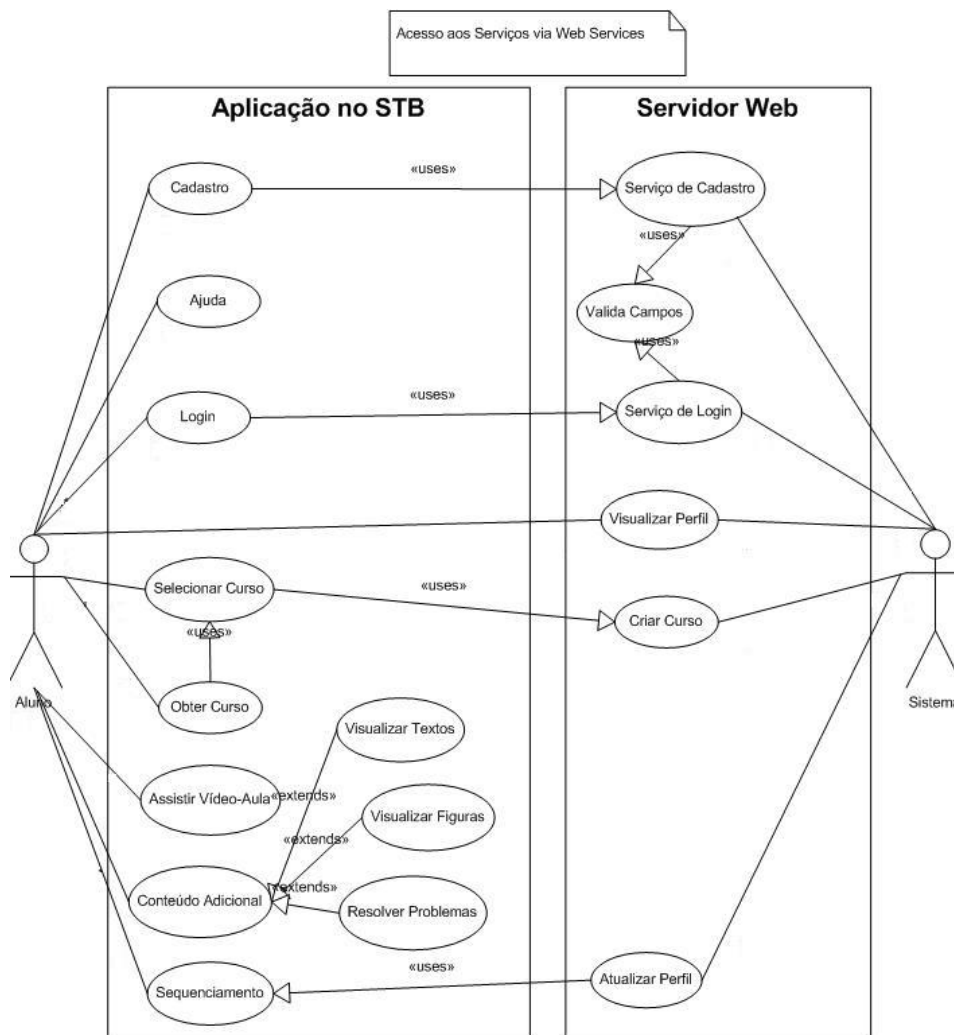 Acesso aos Serviços via Web Services
Aplicação no STB
Servidor Web
Cadastro
«uses»
Serviço de Cadastro
«uses»
Ajuda
Valida Campos
«uses»
Login
«uses»
Serviço de Login
Visualizar Perfil
Selecionar Curso
«uses»
Criar Curso
«uses»
Aluno
Obter Curso
Sistema
Visualizar Textos
Assistir Vídeo-Aula
«extends»
Visualizar Figuras
«extends»
Conteúdo Adicional
«extends»
Resolver Problemas
«uses»
Sequenciamento
Atualizar Perfil